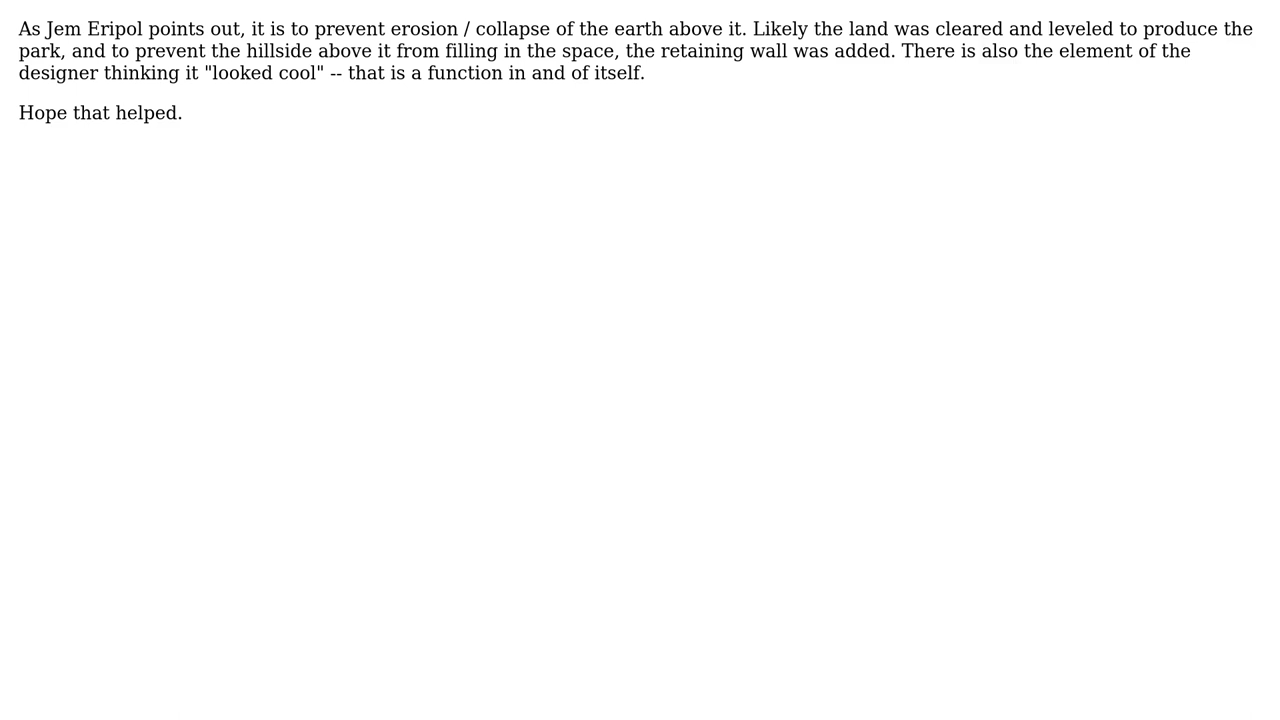 As Jem Eripol points out, it is to prevent erosion / collapse of the earth above it. Likely the land was cleared and leveled to produce the
park, and to prevent the hillside above it from filling in the space, the retaining wall was added. There is also the element of the
designer thinking it "looked cool" -- that is a function in and of itself.
Hope that helped.